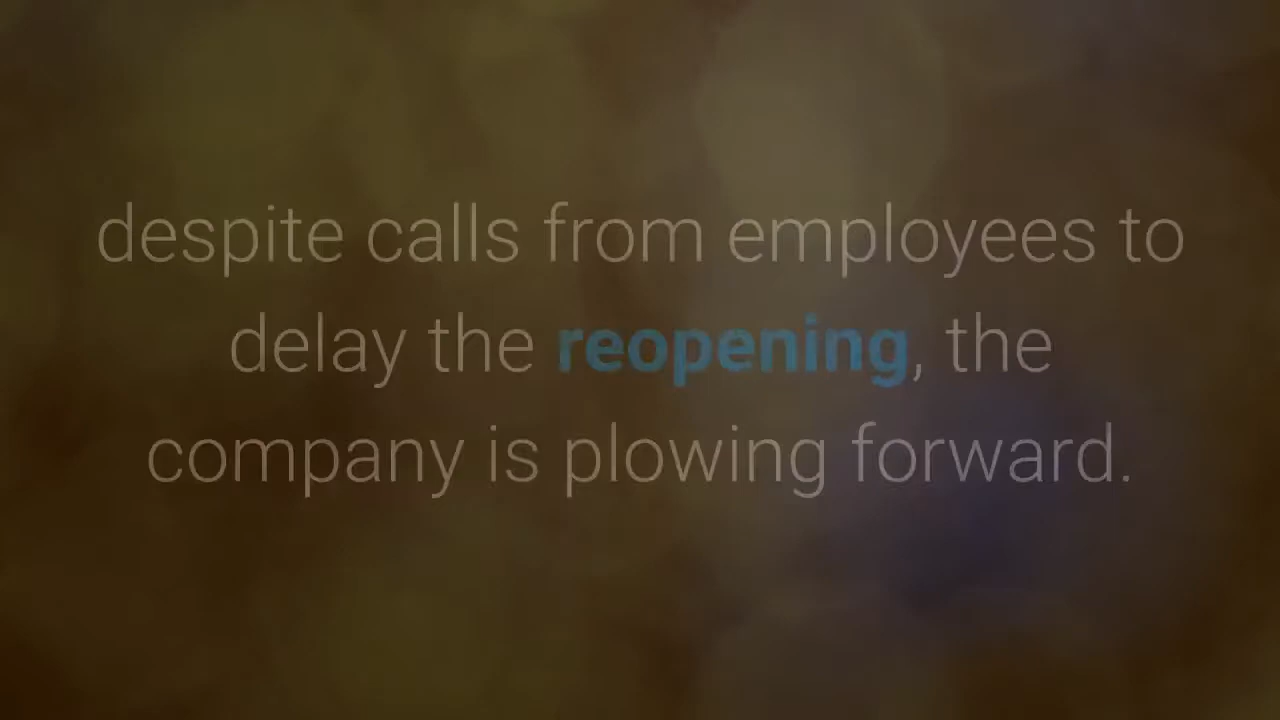 despite calls from employees to
delay the reopening, the
company is plowing forward.